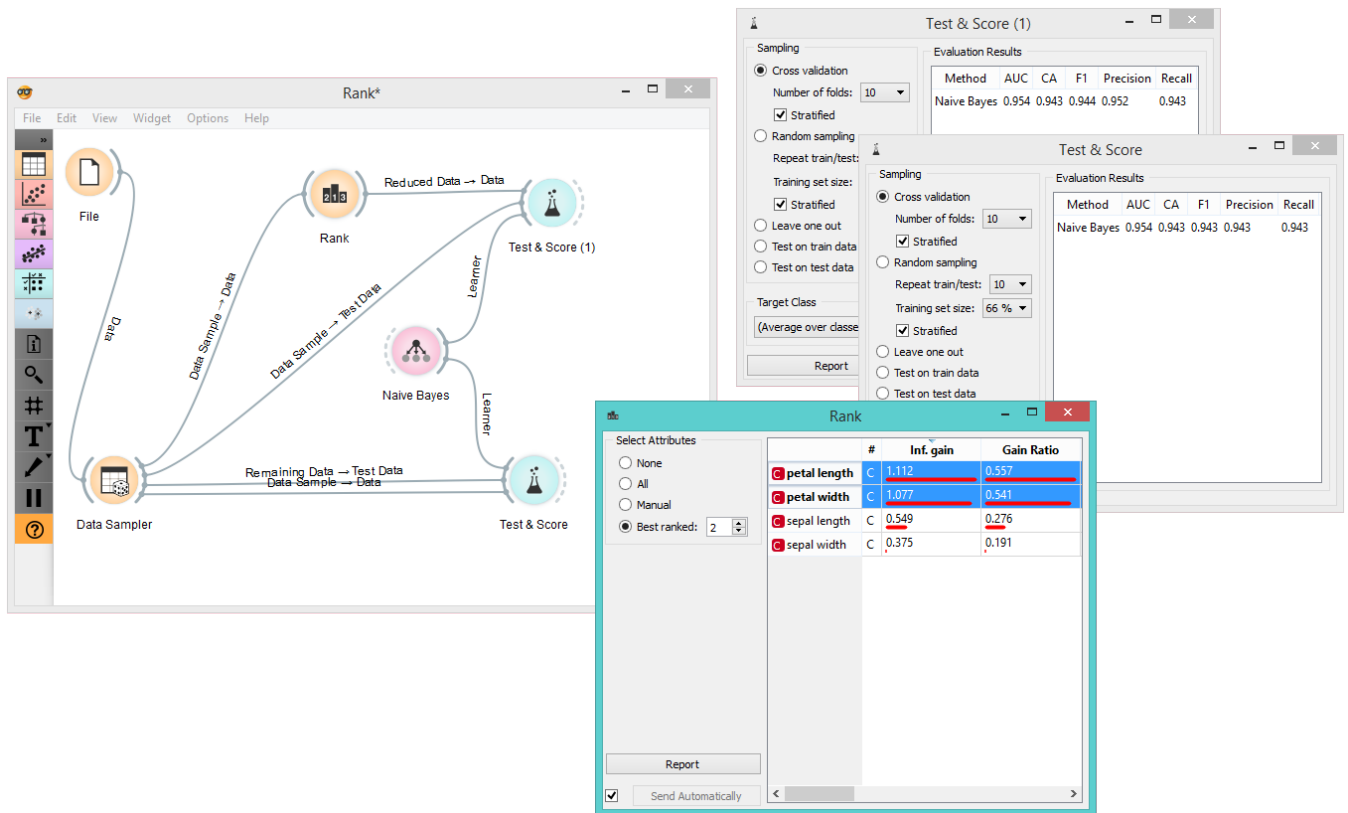 Rank*
File Edit View Widget Options Help
File
Data
Data Sampler
Data Sample → Data
Rank
Reduced Data → Data
Data Sample → Test Data
Test & Score (1)
Learner
Naive Bayes
Learner
Remaining Data → Test Data
Data Sample → Data
Test & Score
Test & Score (1)
Sampling
Cross validation
Number of folds: 10
Stratified
Random sampling
Repeat train/test:
Training set size:
Stratified
Leave one out
Test on train data
Test on test data
Target Class
(Average over classe
Report
Evaluation Results
Method AUC CA F1 Precision Recall
Naive Bayes 0.954 0.943 0.944 0.952 0.943
Test & Score
Sampling
Cross validation
Number of folds: 10
Stratified
Random sampling
Repeat train/test: 10
Training set size: 66 %
Stratified
Leave one out
Test on train data
Test on test data
Evaluation Results
Method AUC CA F1 Precision Recall
Naive Bayes 0.954 0.943 0.943 0.943 0.943
Rank
Select Attributes
None
All
Manual
Best ranked: 2
Report
Send Automatically
# Inf. gain Gain Ratio
C petal length C 1.112 0.557
C petal width C 1.077 0.541
C sepal length C 0.549 0.276
C sepal width C 0.375 0.191